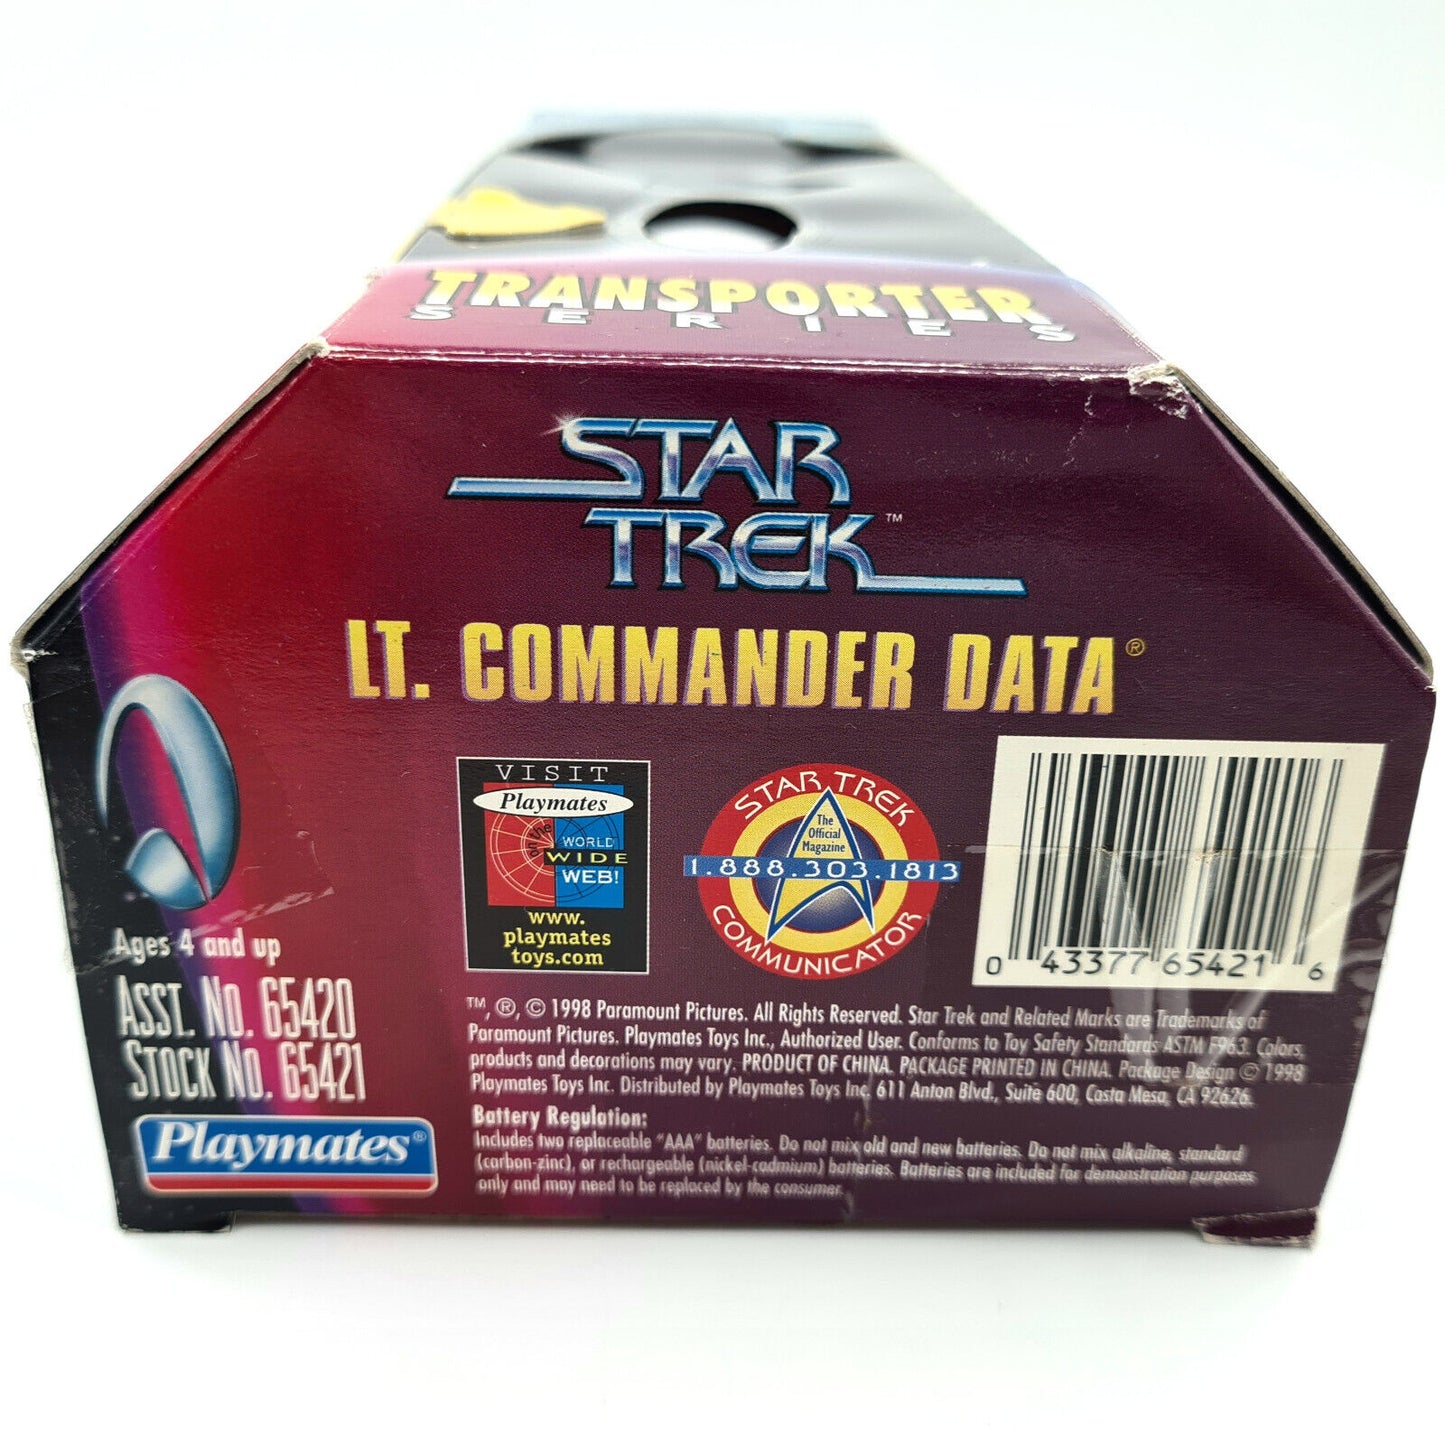 TRANSPORTER
SERIES
STAR
TREK™
LT. COMMANDER DATA®
VISIT
Playmates
on the
WORLD
WIDE
WEB!
www.
playmates
toys.com
STAR TREK
The
Official
Magazine
1.888.303.1813
COMMUNICATOR
0 43377 65421 6
Ages 4 and up
ASST. NO. 65420
STOCK NO. 65421
Playmates®
™, ®, © 1998 Paramount Pictures. All Rights Reserved. Star Trek and Related Marks are Trademarks of
Paramount Pictures. Playmates Toys Inc., Authorized User. Conforms to Toy Safety Standards ASTM F963. Colors,
products and decorations may vary. PRODUCT OF CHINA. PACKAGE PRINTED IN CHINA. Package Design © 1998
Playmates Toys Inc. Distributed by Playmates Toys Inc. 611 Anton Blvd., Suite 600, Costa Mesa, CA 92626.
Battery Regulation:
Includes two replaceable "AAA" batteries. Do not mix old and new batteries. Do not mix alkaline, standard
(carbon-zinc), or rechargeable (nickel-cadmium) batteries. Batteries are included for demonstration purposes
only and may need to be replaced by the consumer.